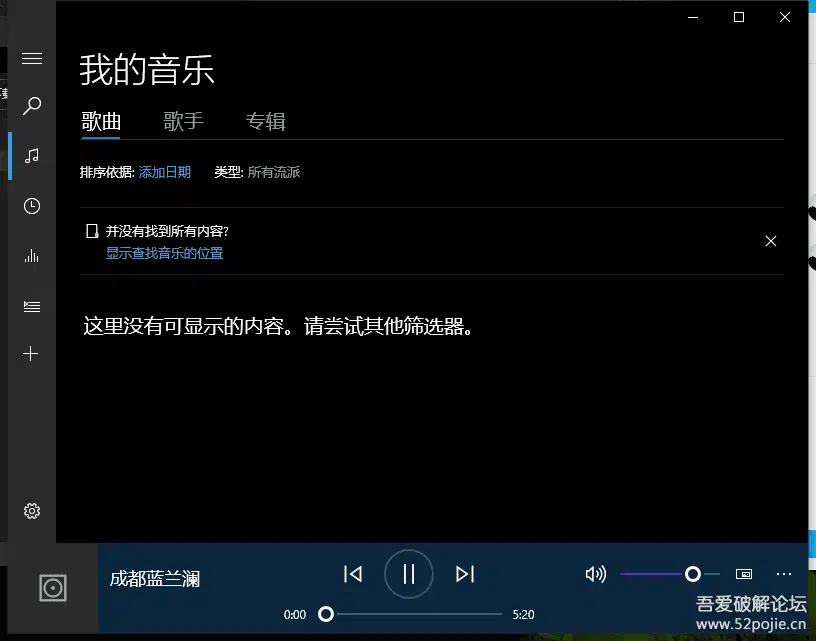 我的音乐
歌曲 歌手 专辑
排序依据: 添加日期 类型: 所有流派
并没有找到所有内容?
显示查找音乐的位置
这里没有可显示的内容。请尝试其他筛选器。
成都蓝兰澜
0:00 5:20
吾爱破解论坛
www.52pojie.cn